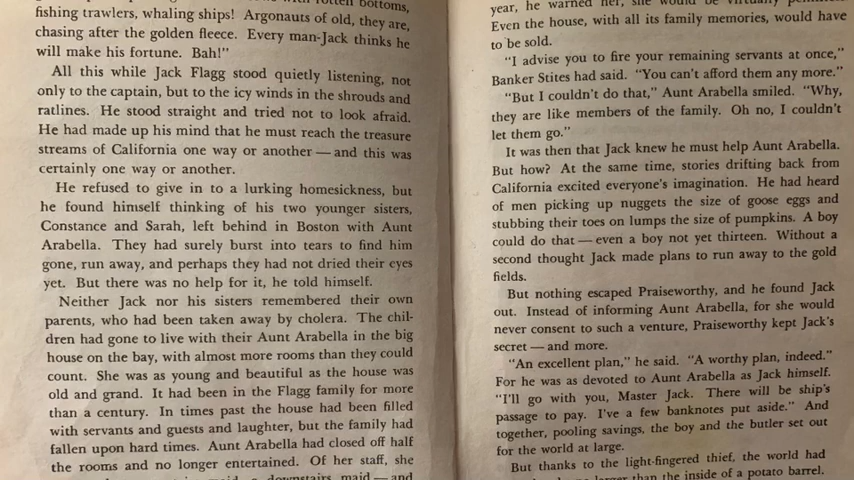 rotten bottoms,
fishing trawlers, whaling ships! Argonauts of old, they are,
chasing after the golden fleece. Every man-Jack thinks he
will make his fortune. Bah!”
All this while Jack Flagg stood quietly listening, not
only to the captain, but to the icy winds in the shrouds and
ratlines. He stood straight and tried not to look afraid.
He had made up his mind that he must reach the treasure
streams of California one way or another — and this was
certainly one way or another.
He refused to give in to a lurking homesickness, but
he found himself thinking of his two younger sisters,
Constance and Sarah, left behind in Boston with Aunt
Arabella. They had surely burst into tears to find him
gone, run away, and perhaps they had not dried their eyes
yet. But there was no help for it, he told himself.
Neither Jack nor his sisters remembered their own
parents, who had been taken away by cholera. The chil-
dren had gone to live with their Aunt Arabella in the big
house on the bay, with almost more rooms than they could
count. She was as young and beautiful as the house was
old and grand. It had been in the Flagg family for more
than a century. In times past the house had been filled
with servants and guests and laughter, but the family had
fallen upon hard times. Aunt Arabella had closed off half
the rooms and no longer entertained. Of her staff, she
maid, a downstairs maid — and
year, he warned her, she would be virtually
Even the house, with all its family memories, would have
to be sold.
“I advise you to fire your remaining servants at once,”
Banker Stites had said. “You can’t afford them any more.”
“But I couldn’t do that,” Aunt Arabella smiled. “Why,
they are like members of the family. Oh no, I couldn’t
let them go.”
It was then that Jack knew he must help Aunt Arabella.
But how? At the same time, stories drifting back from
California excited everyone’s imagination. He had heard
of men picking up nuggets the size of goose eggs and
stubbing their toes on lumps the size of pumpkins. A boy
could do that — even a boy not yet thirteen. Without a
second thought Jack made plans to run away to the gold
fields.
But nothing escaped Praiseworthy, and he found Jack
out. Instead of informing Aunt Arabella, for she would
never consent to such a venture, Praiseworthy kept Jack’s
secret — and more.
“An excellent plan,” he said. “A worthy plan, indeed.”
For he was as devoted to Aunt Arabella as Jack himself.
“I’ll go with you, Master Jack. There will be ship’s
passage to pay. I’ve a few banknotes put aside.” And
together, pooling savings, the boy and the butler set out
for the world at large.
But thanks to the light-fingered thief, the world had
larger than the inside of a potato barrel.